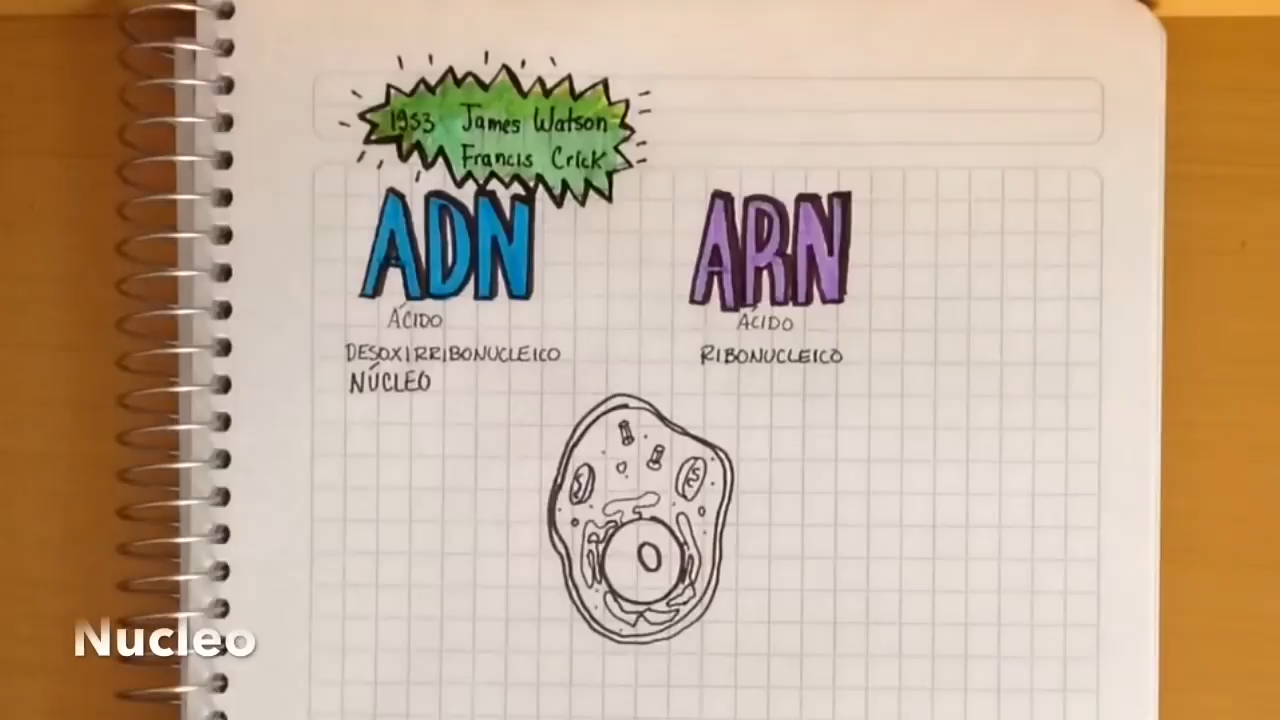 1953 James Watson
Francis Crick
ADN
ÁCIDO
DESOXIRRIBONUCLEICO
NÚCLEO
ARN
ÁCIDO
RIBONUCLEICO
Nucleo